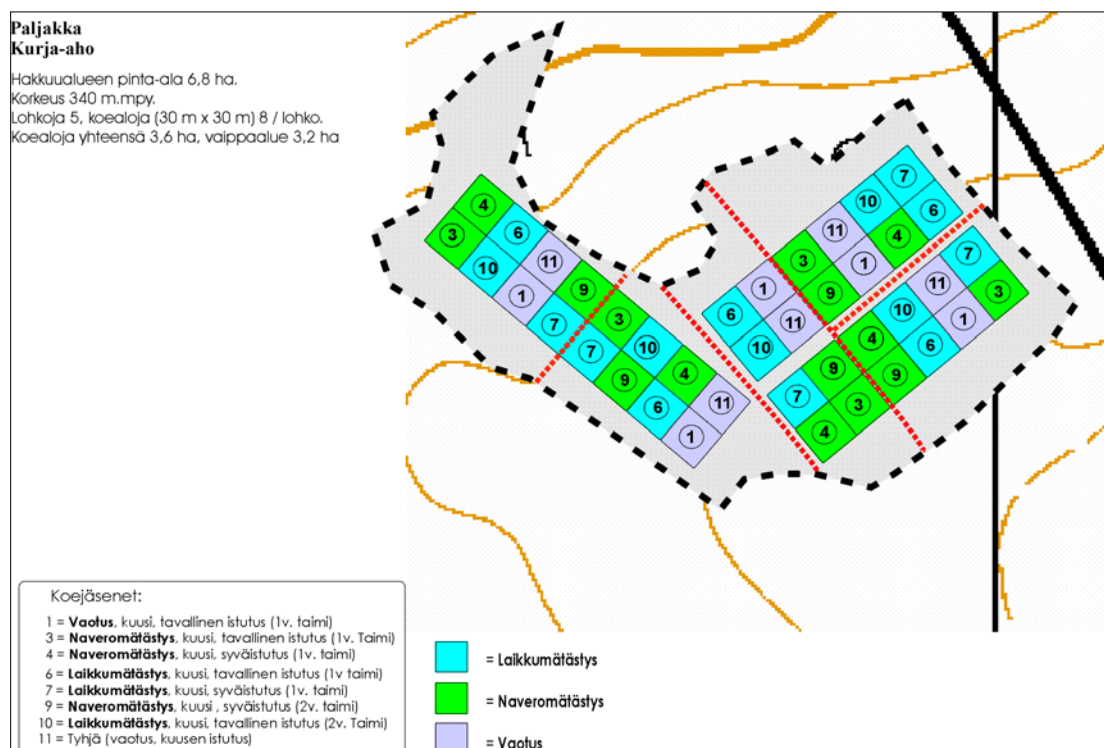 Paljakka
Kurja-aho
Hakkuualueen pinta-ala 6,8 ha.
Korkeus 340 m.mpy.
Lohkoja 5, koealoja (30 m x 30 m) 8 / lohko.
Koealoja yhteensä 3,6 ha, vaippaalue 3,2 ha
4 6 11 9 3 10 4 11
3 10 1 7 7 9 6 1
6 1 3 11 10 7
10 11 9 1 4 6
7 9 4 10 11 7
4 3 9 6 1 3
Koejäsenet:
1 = Vaotus, kuusi, tavallinen istutus (1v. taimi)
3 = Naveromätästys, kuusi, tavallinen istutus (1v. Taimi)
4 = Naveromätästys, kuusi, syväistutus (1v. taimi)
6 = Laikkumätästys, kuusi, tavallinen istutus (1v taimi)
7 = Laikkumätästys, kuusi, syväistutus (1v. taimi)
9 = Naveromätästys, kuusi , syväistutus (2v. taimi)
10 = Laikkumätästys, kuusi, tavallinen istutus (2v. Taimi)
11 = Tyhjä (vaotus, kuusen istutus)
= Laikkumätästys
= Naveromätästys
= Vaotus